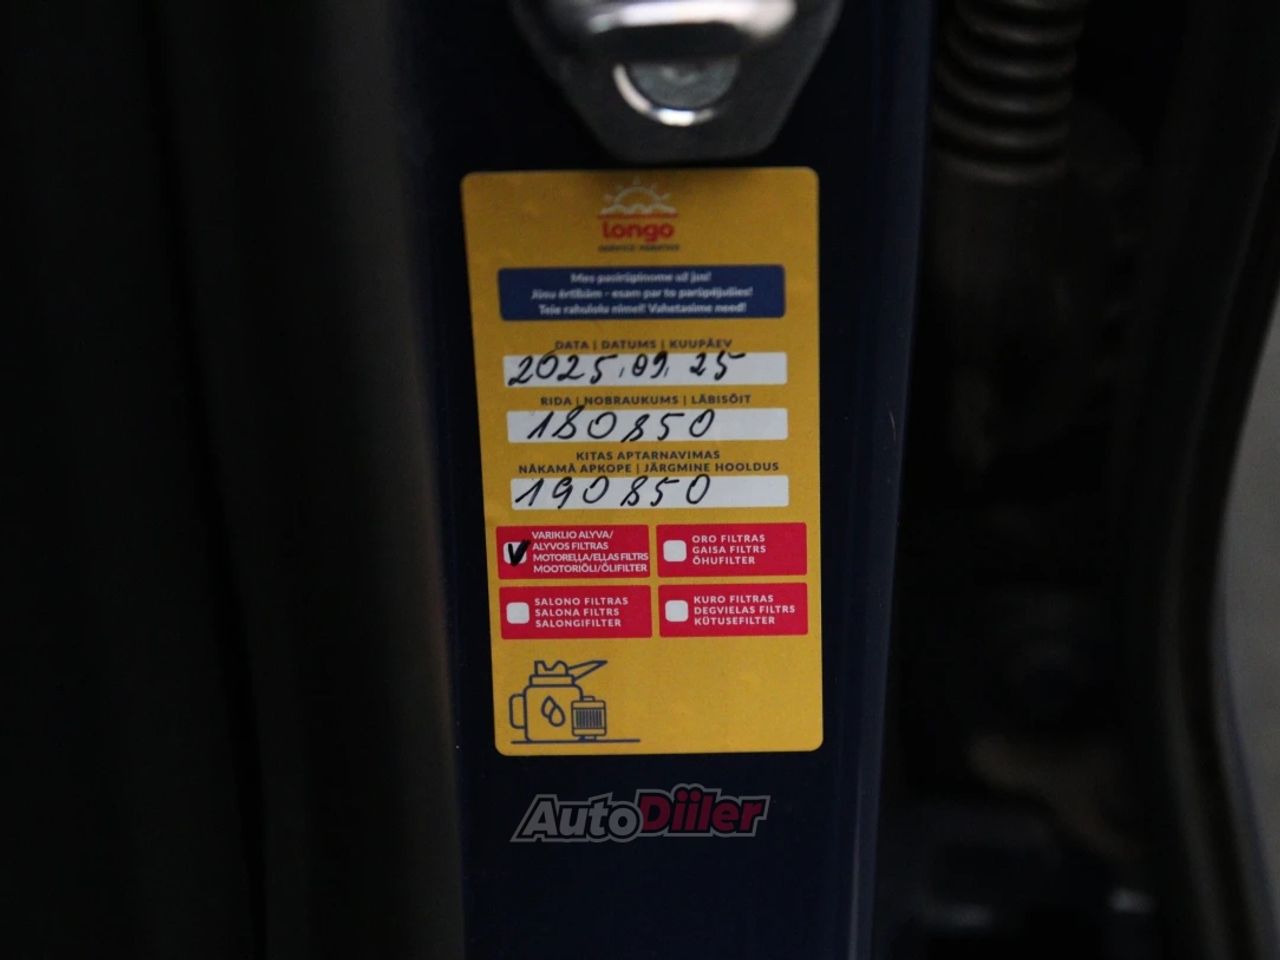 longo
Mes pasirūpinome už jus!
Jūsu ērtībām - esam par to parūpējušies!
Teie rahulolu nimel! Vahetasime need!
DATA | DATUMS | KUUPÄEV
2025.09.25
RIDA | NOBRAUKUMS | LÄBISÕIT
180850
KITAS APTARNAVIMAS
NĀKAMĀ APKOPE | JÄRGMINE HOOLDUS
190850
VARIKLIO ALYVA/
ALYVOS FILTRAS
MOTOREĻĻA/EĻĻAS FILTRS
MOOTORIÕLI/ÕLIFILTER
ORO FILTRAS
GAISA FILTRS
ÕHUFILTER
SALONO FILTRAS
SALONA FILTRS
SALONGIFILTER
KURO FILTRAS
DEGVIELAS FILTRS
KÜTUSEFILTER
AutoDiiler